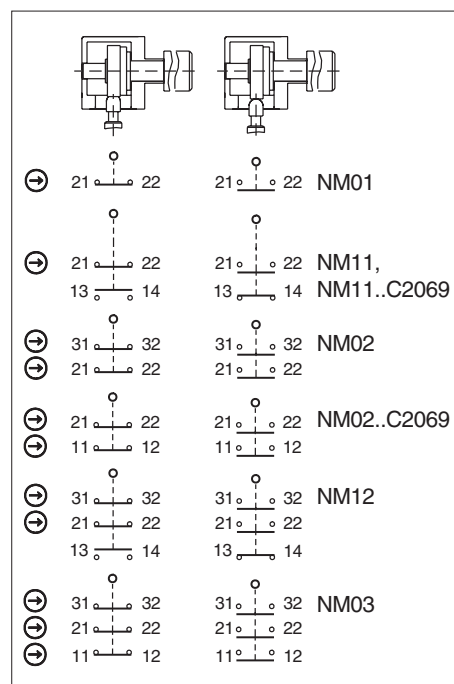 21 22 21 22 NM01
21 22 21 22 NM11,
13 14 13 14 NM11..C2069
31 32 31 32 NM02
21 22 21 22
21 22 21 22 NM02..C2069
11 12 11 12
31 32 31 32 NM12
21 22 21 22
13 14 13 14
31 32 31 32 NM03
21 22 21 22
11 12 11 12